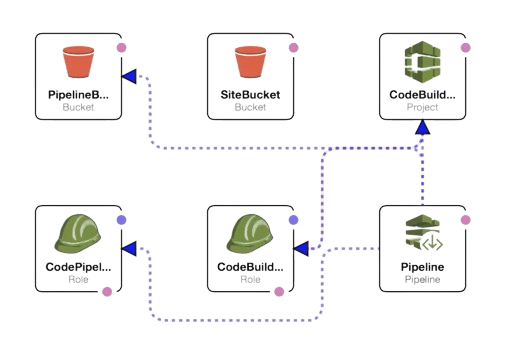 PipelineB...
Bucket
SiteBucket
Bucket
CodeBuild...
Project
CodePipel...
Role
CodeBuild...
Role
Pipeline
Pipeline